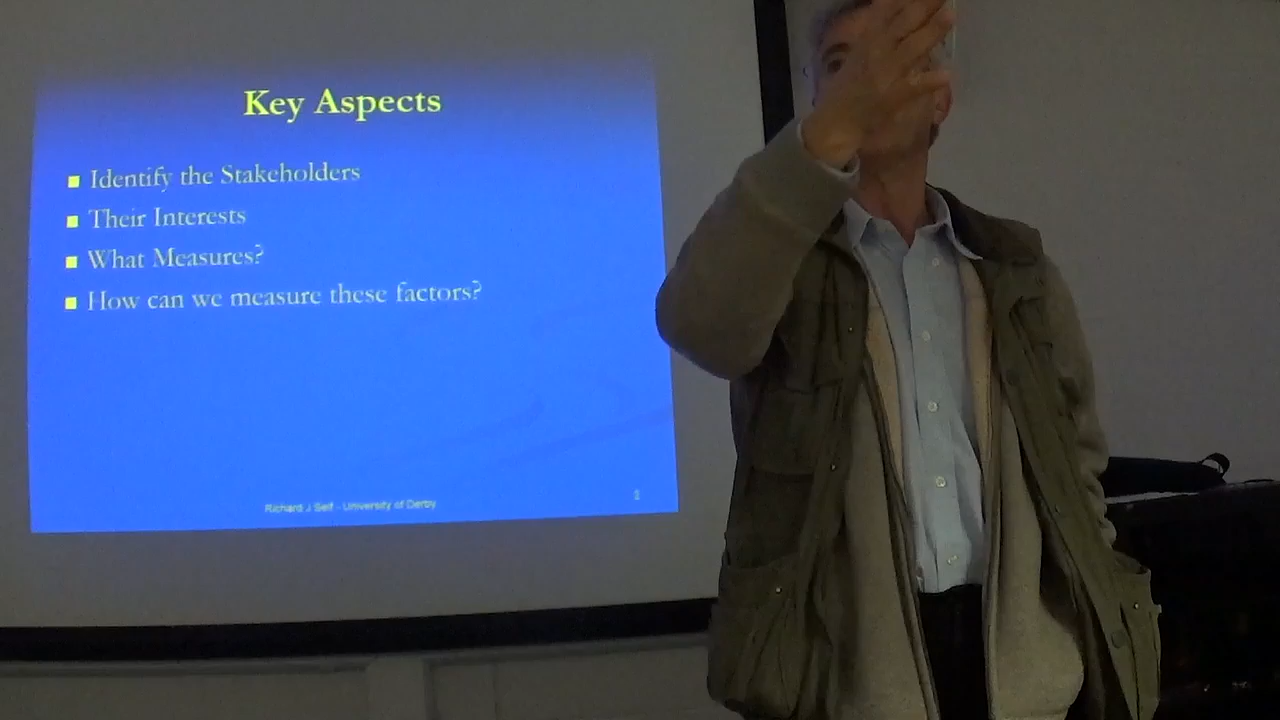 Key Aspects
Identify the Stakeholders
Their Interests
What Measures?
How can we measure these factors?
Richard J Self - University of Derby
2